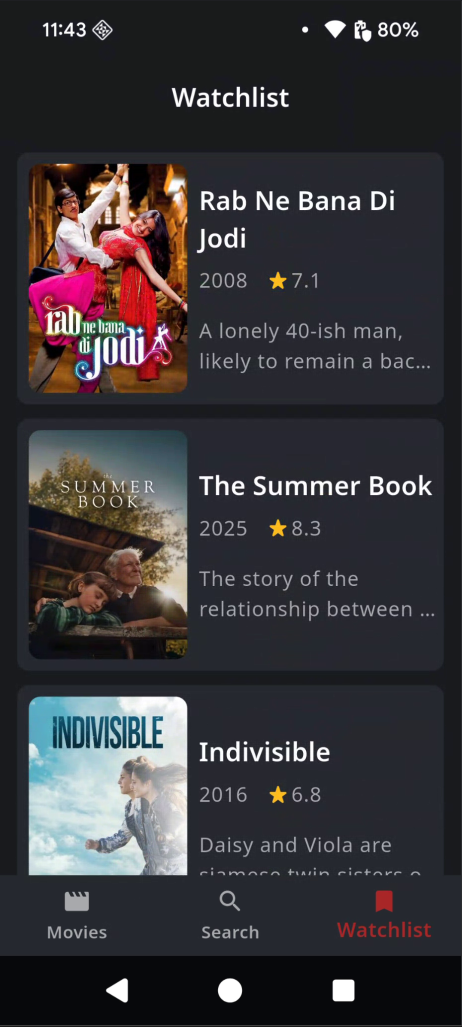 11:43
80%
Watchlist
rab ne bana
di jodi
Rab Ne Bana Di
Jodi
2008 7.1
A lonely 40-ish man,
likely to remain a bac...
the
SUMMER
BOOK
The Summer Book
2025 8.3
The story of the
relationship between ...
INDIVISIBLE
Indivisible
2016 6.8
Daisy and Viola are
siamese twin sisters o
Movies Search Watchlist